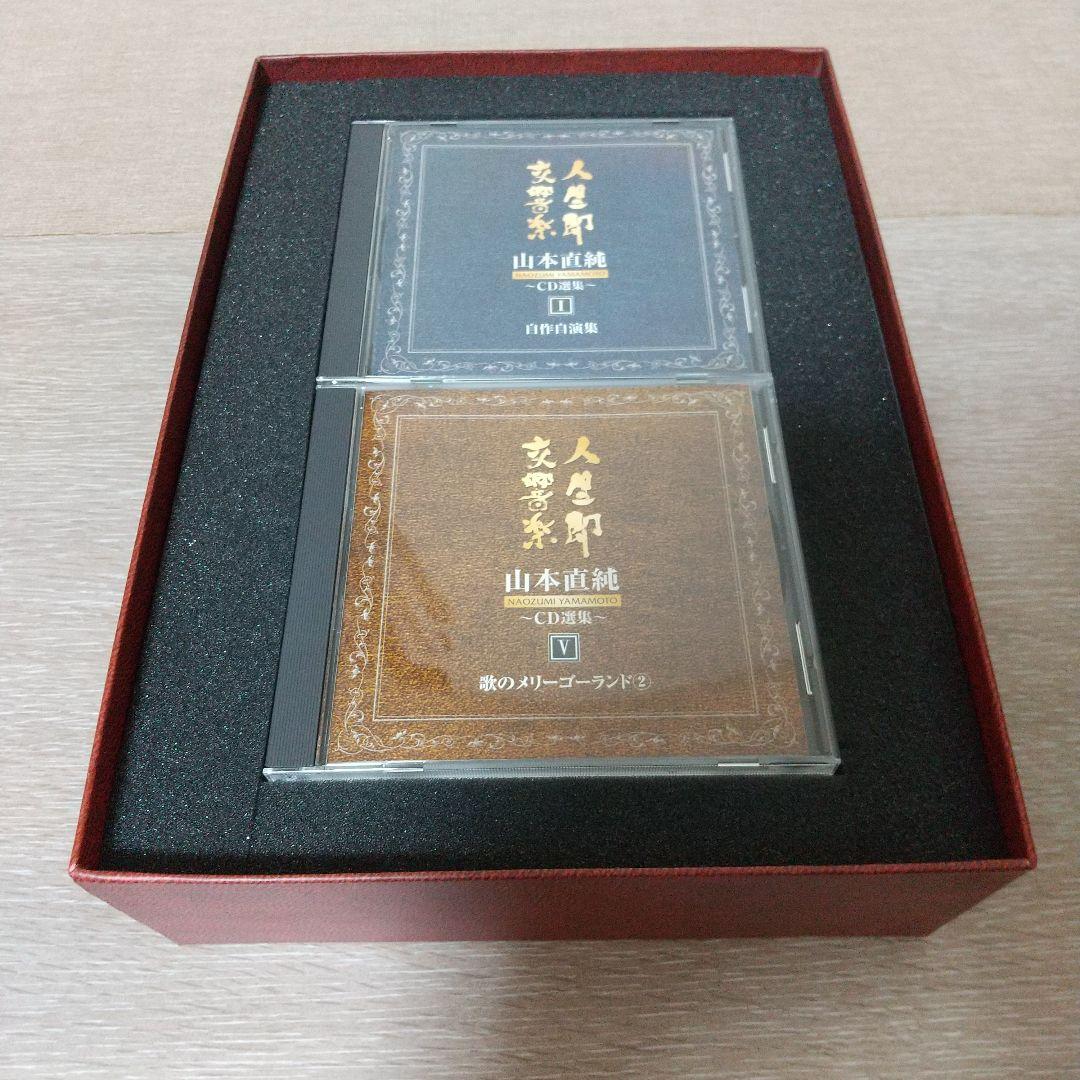 人生即
交響音楽
山本直純
NAOZUMI YAMAMOTO
～CD選集～
I
自作自演集
人生即
交響音楽
山本直純
NAOZUMI YAMAMOTO
～CD選集～
V
歌のメリーゴーランド(2)